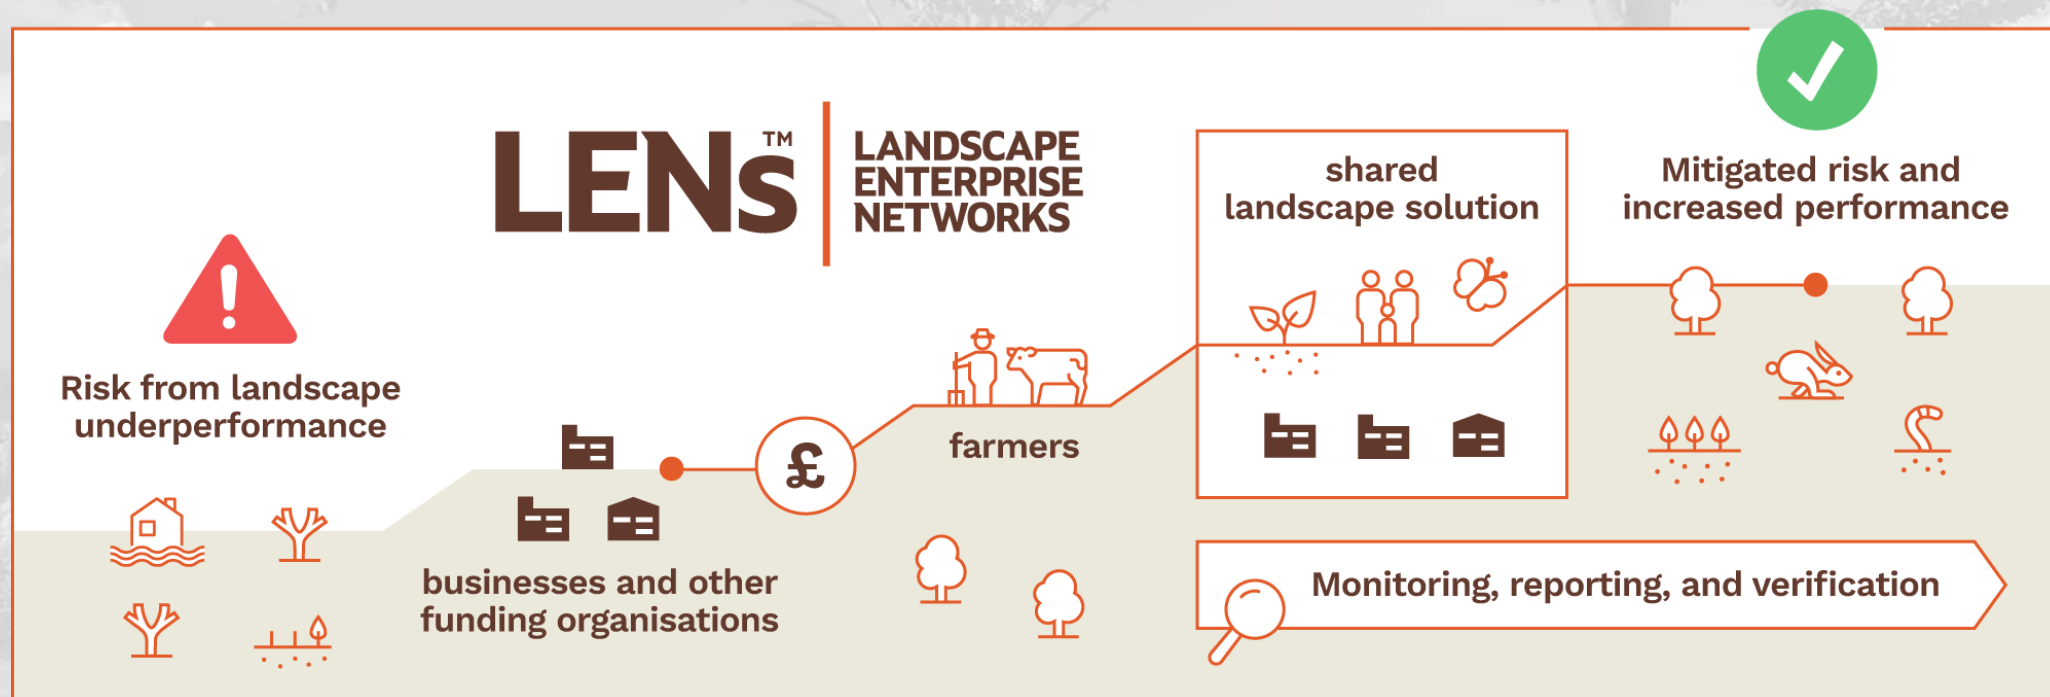 LENs™
LANDSCAPE
ENTERPRISE
NETWORKS
Risk from landscape
underperformance
businesses and other
funding organisations
£
farmers
shared
landscape solution
Mitigated risk and
increased performance
Monitoring, reporting, and verification